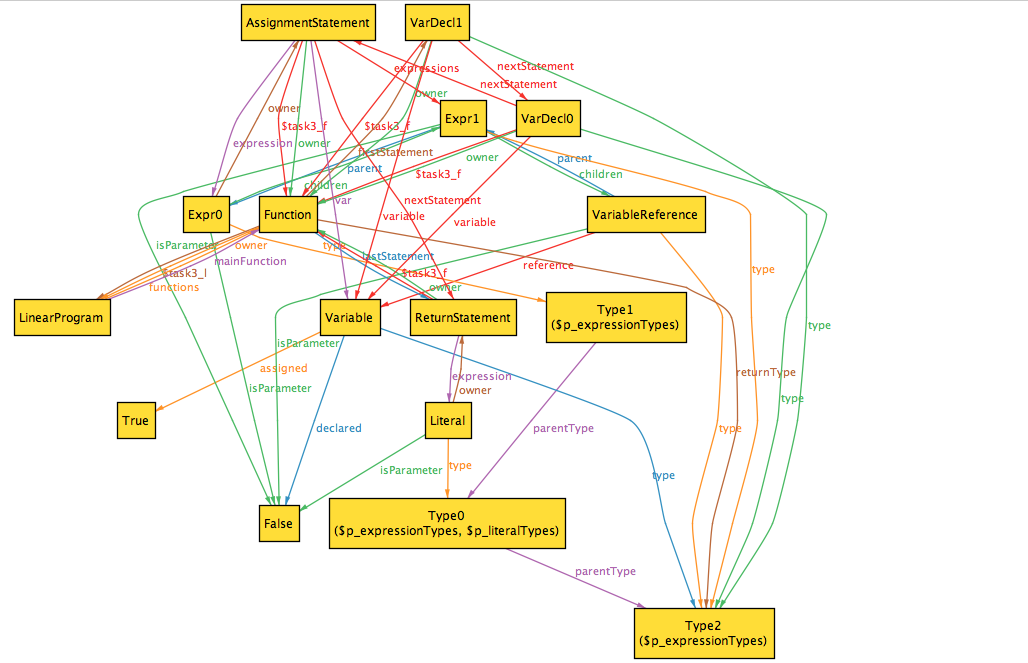 AssignmentStatement
VarDecl1
expressions
nextStatement
nextStatement
owner
owner
Expr1
VarDecl0
$task3_f
$task3_f
expression
owner
firstStatement
owner
parent
parent
$task3_f
children
children
var
nextStatement
Expr0
Function
variable
variable
VariableReference
isParameter
owner
type
lastStatement
mainFunction
reference
type
$task3_l
$task3_f
functions
owner
LinearProgram
Variable
ReturnStatement
Type1
($p_expressionTypes)
type
isParameter
assigned
expression
returnType
isParameter
owner
type
True
Literal
declared
parentType
type
isParameter
type
type
False
Type0
($p_expressionTypes, $p_literalTypes)
parentType
Type2
($p_expressionTypes)